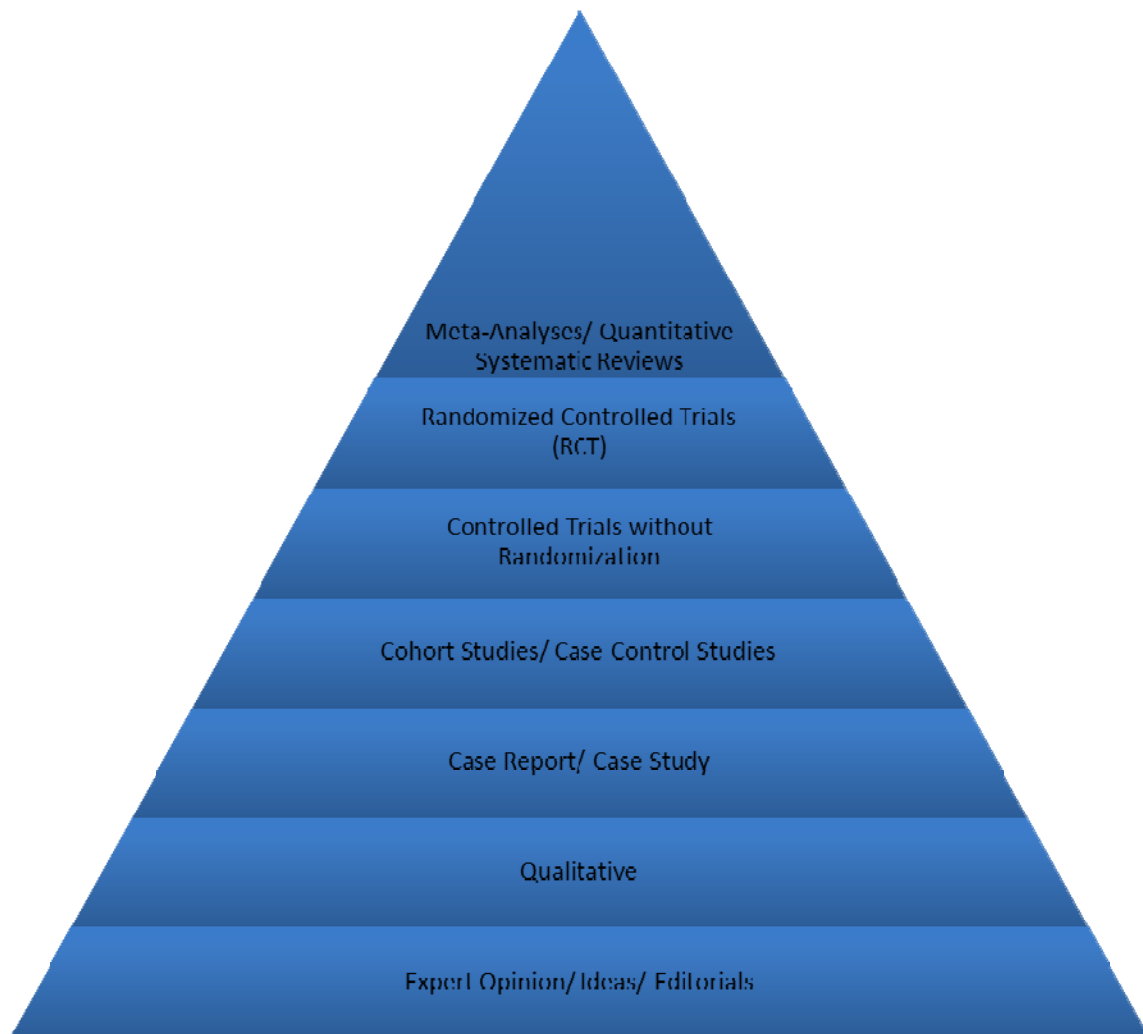 Meta-Analyses/ Quantitative
Systematic Reviews
Randomized Controlled Trials
(RCT)
Controlled Trials without
Randomization
Cohort Studies/ Case Control Studies
Case Report/ Case Study
Qualitative
Expert Opinion/ Ideas/ Editorials